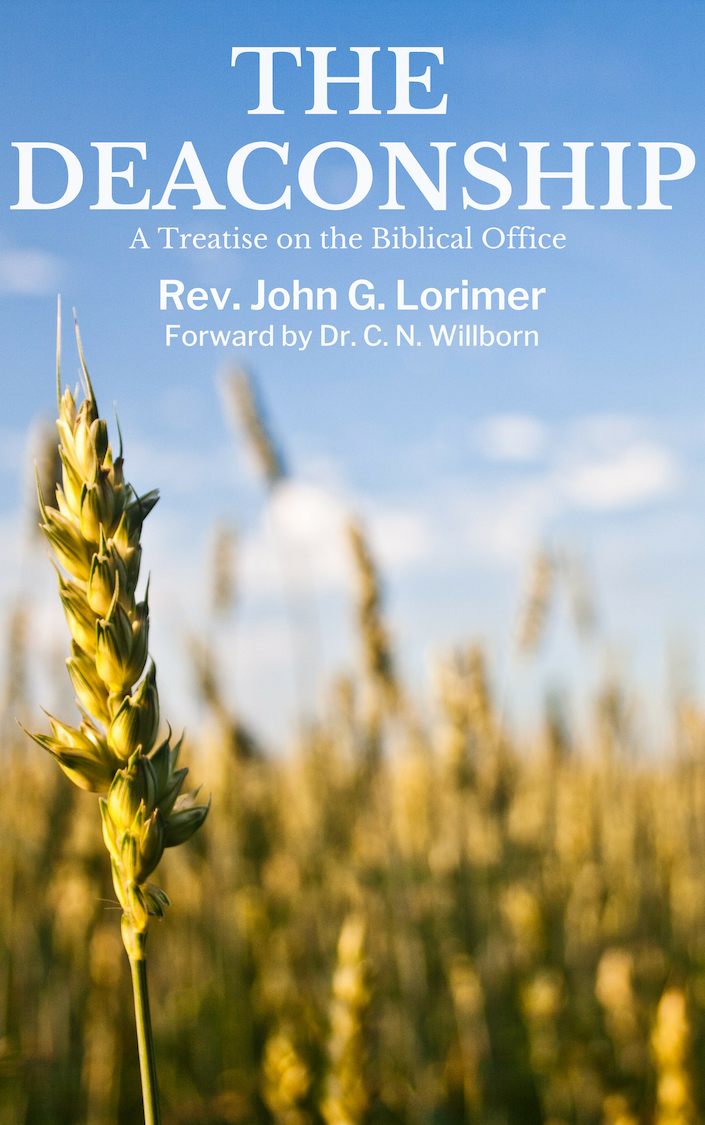 THE
DEACONSHIP
A Treatise on the Biblical Office
Rev. John G. Lorimer
Forward by Dr. C. N. Willborn